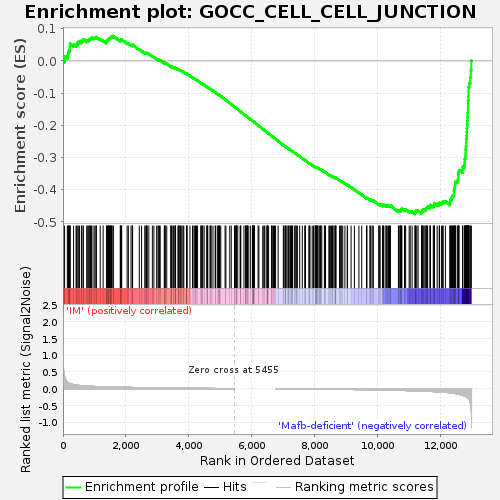 Enrichment plot: GOCC_CELL_CELL_JUNCTION
Enrichment score (ES)
0.1
0.0
-0.1
-0.2
-0.3
-0.4
-0.5
'IM' (positively correlated)
Ranked list metric (Signal2Noise)
2.5
2.0
1.5
1.0
0.5
0.0
-0.5
-1.0
Zero cross at 5455
'Mafb-deficient' (negatively correlated)
0
2,000
4,000
6,000
8,000
10,000
12,000
Rank in Ordered Dataset
Enrichment profile
Hits
Ranking metric scores